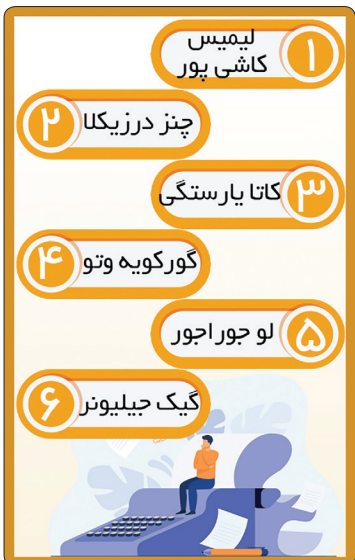 ۱
لیمیس
کاشی پور
۲
چنز درزیکلا
۳
کاتا یارستگی
۴
گورکویه وتو
۵
لو جوراجور
۶
گیک جیلیونر